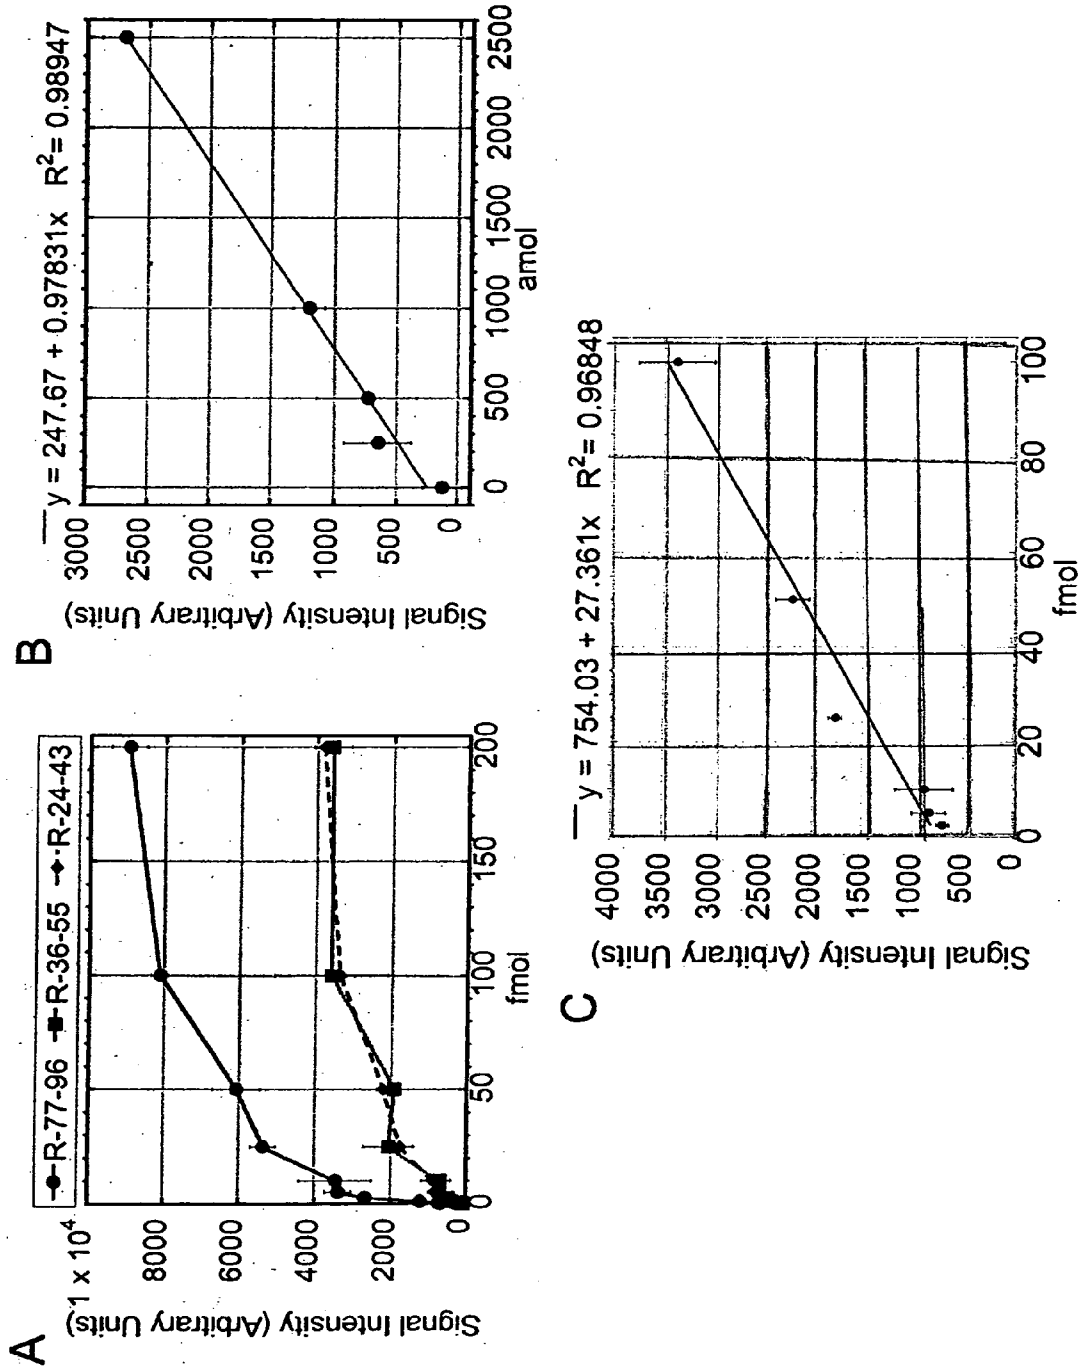 A
R-77-96 R-36-55 R-24-43
Signal Intensity (Arbitrary Units)
1 x 10⁴
8000
6000
4000
2000
0
0 50 100 150 200
fmol
B
y = 247.67 + 0.97831x R²= 0.98947
Signal Intensity (Arbitrary Units)
3000
2500
2000
1500
1000
500
0
0 500 1000 1500 2000 2500
amol
C
y = 754.03 + 27.361x R²= 0.96848
Signal Intensity (Arbitrary Units)
4000
3500
3000
2500
2000
1500
1000
500
0
0 20 40 60 80 100
fmol